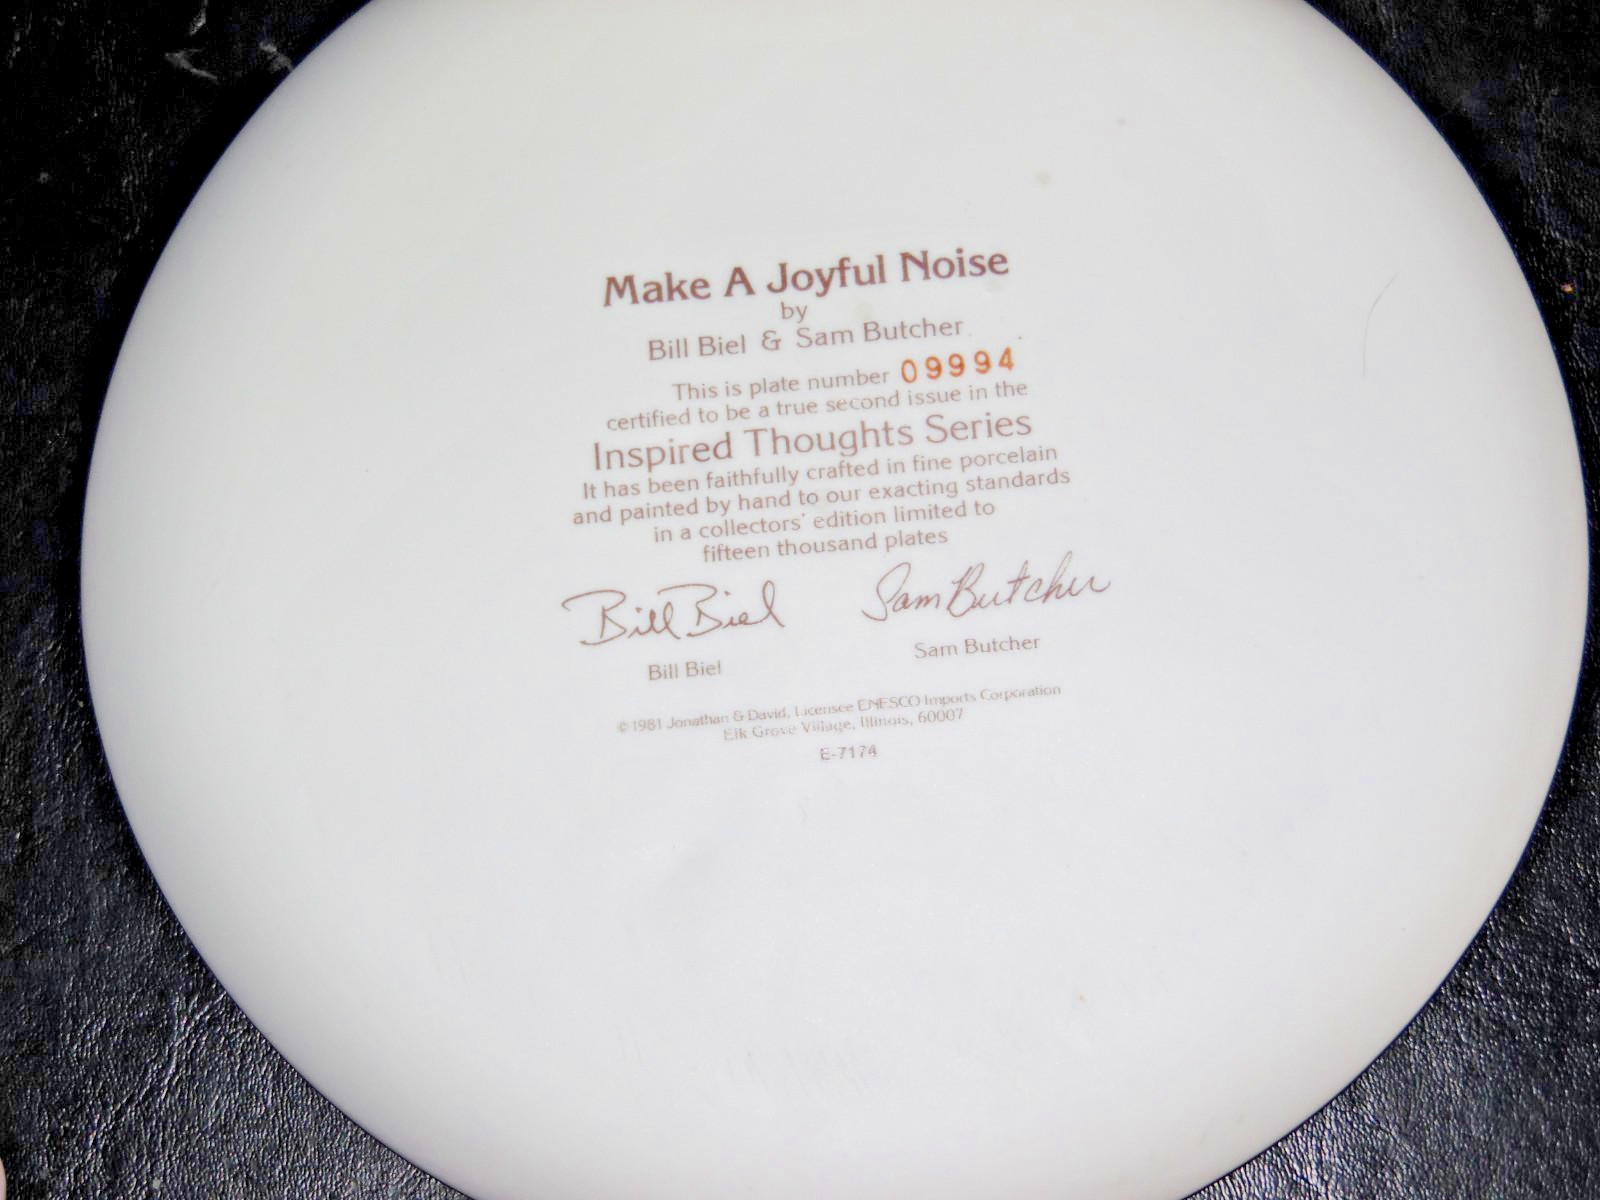 Make A Joyful Noise
by
Bill Biel & Sam Butcher
This is plate number 09994
certified to be a true second issue in the
Inspired Thoughts Series
It has been faithfully crafted in fine porcelain
and painted by hand to our exacting standards
in a collectors' edition limited to
fifteen thousand plates
Bill Biel Sam Butcher
Bill Biel Sam Butcher
© 1981 Jonathan & David, Licensee ENESCO Imports Corporation
Elk Grove Village, Illinois, 60007
E-7174